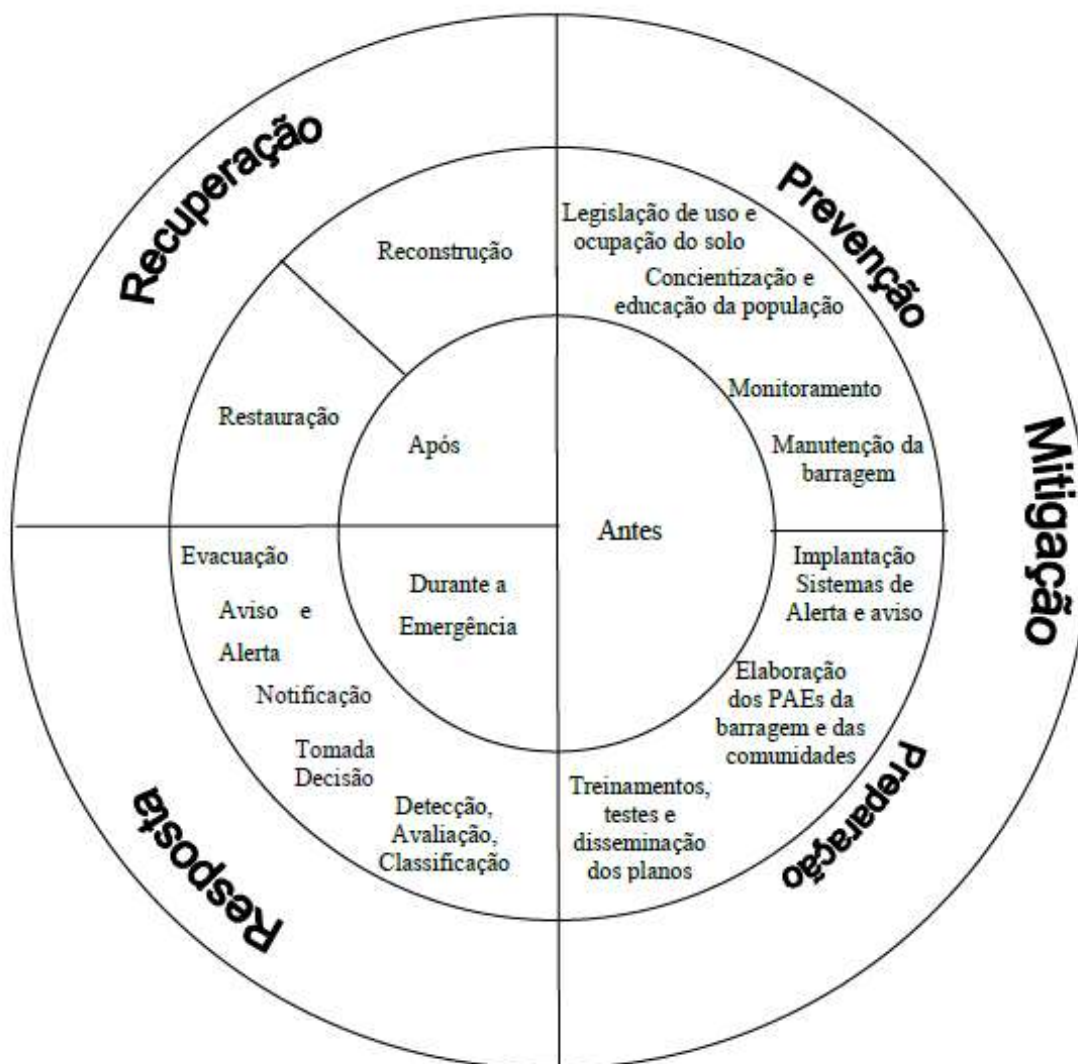 Recuperação
Prevenção
Mitigação
Preparação
Resposta
Reconstrução
Restauração
Após
Antes
Durante a
Emergência
Legislação de uso e
ocupação do solo
Concientização e
educação da população
Monitoramento
Manutenção da
barragem
Implantação
Sistemas de
Alerta e aviso
Elaboração
dos PAEs da
barragem e das
comunidades
Treinamentos,
testes e
disseminação
dos planos
Evacuação
Aviso e
Alerta
Notificação
Tomada
Decisão
Detecção,
Avaliação,
Classificação